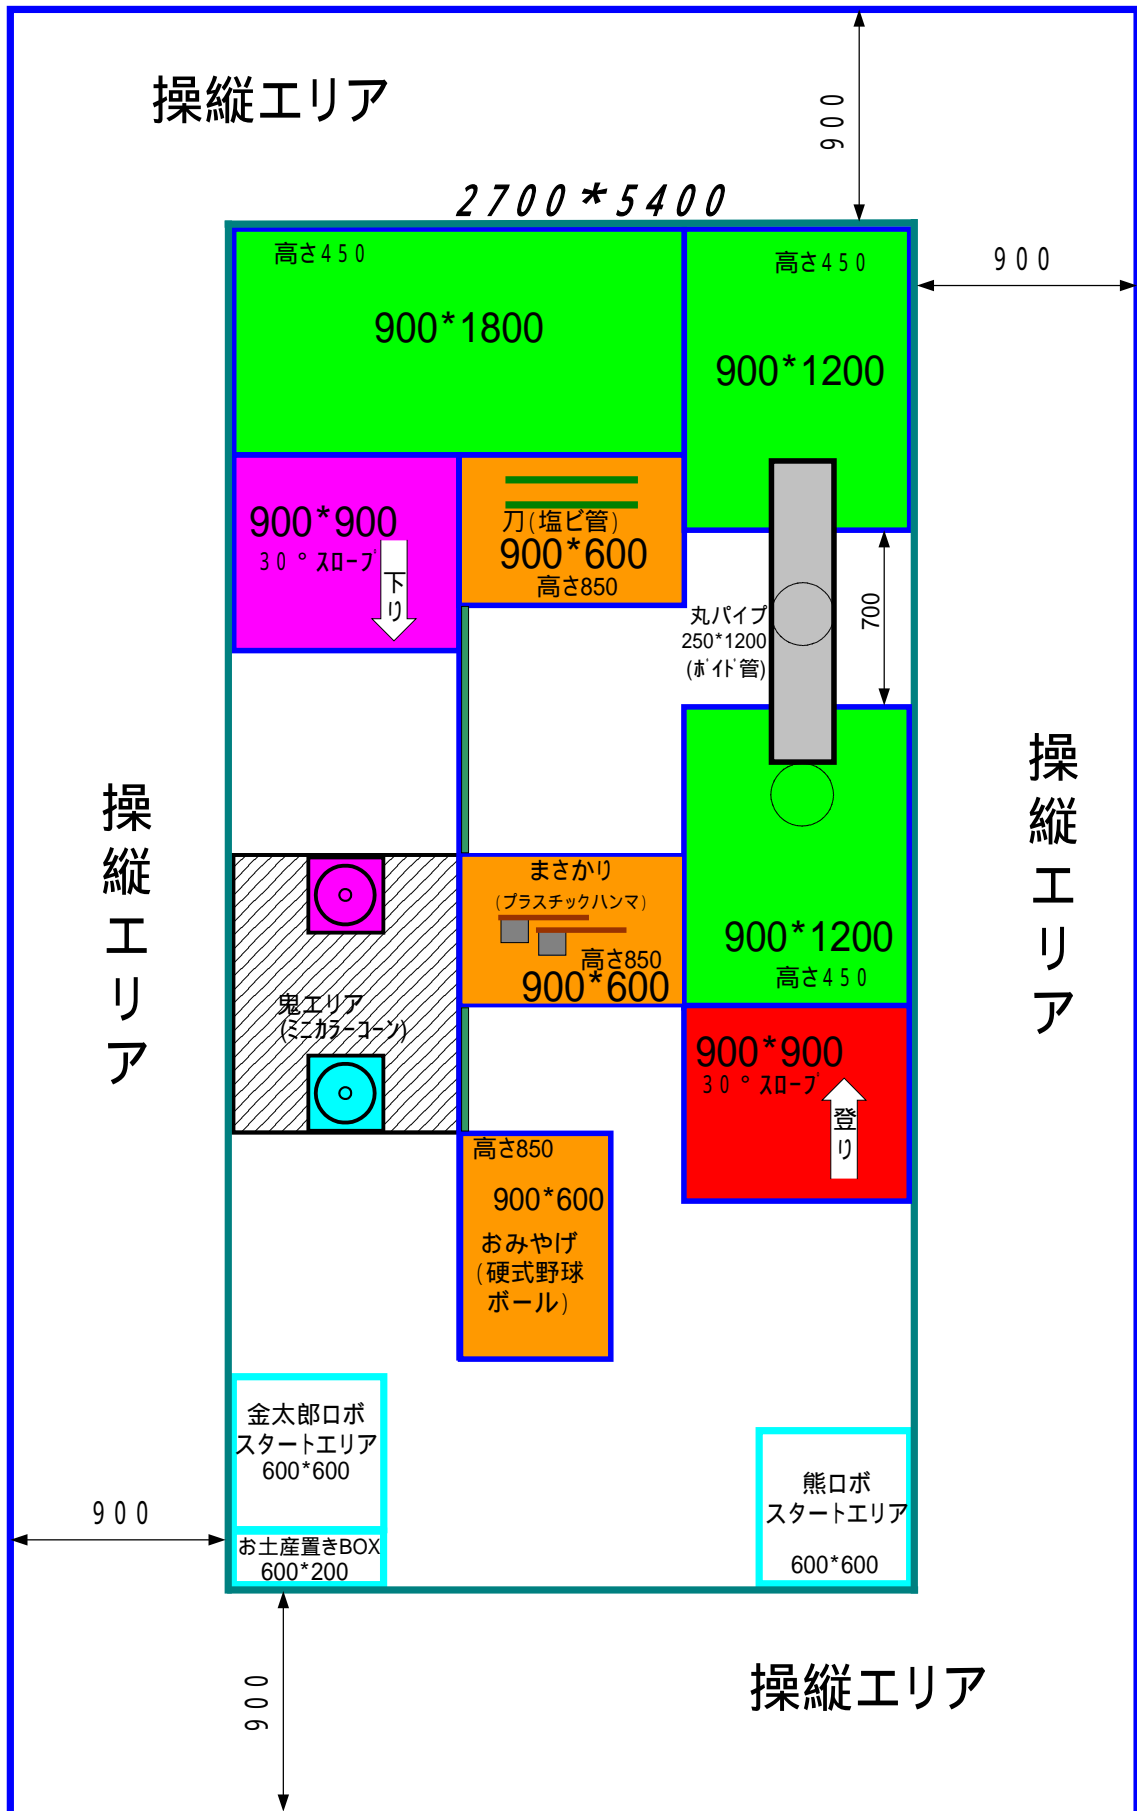 操縦エリア
900
2700*5400
高さ450
900*1800
高さ450
900*1200
900
900*900
30°スロープ
下り
刀(塩ビ管)
900*600
高さ850
丸パイプ
250*1200
(ボイド管)
700
操縦エリア
操縦エリア
まさかり
(プラスチックハンマ)
高さ850
900*600
900*1200
高さ450
鬼エリア
(ミニカラーコーン)
900*900
30°スロープ
登り
高さ850
900*600
おみやげ
(硬式野球
ボール)
金太郎ロボ
スタートエリア
600*600
お土産置きBOX
600*200
熊ロボ
スタートエリア
600*600
900
900
操縦エリア